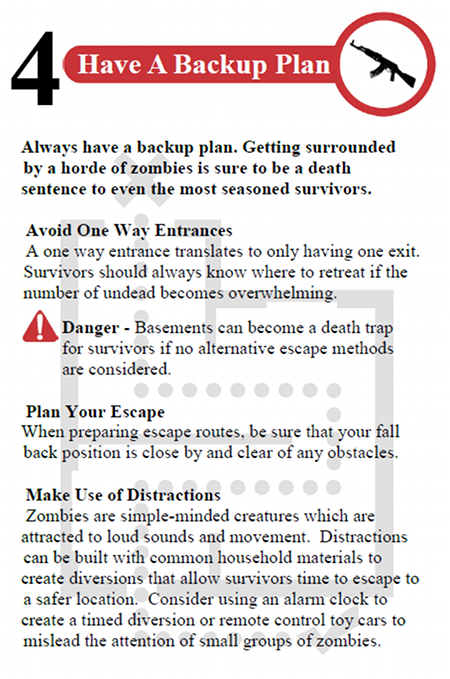 4
Have A Backup Plan
Always have a backup plan. Getting surrounded
by a horde of zombies is sure to be a death
sentence to even the most seasoned survivors.
Avoid One Way Entrances
A one way entrance translates to only having one exit.
Survivors should always know where to retreat if the
number of undead becomes overwhelming.
Danger - Basements can become a death trap
for survivors if no alternative escape methods
are considered.
Plan Your Escape
When preparing escape routes, be sure that your fall
back position is close by and clear of any obstacles.
Make Use of Distractions
Zombies are simple-minded creatures which are
attracted to loud sounds and movement. Distractions
can be built with common household materials to
create diversions that allow survivors time to escape to
a safer location. Consider using an alarm clock to
create a timed diversion or remote control toy cars to
mislead the attention of small groups of zombies.